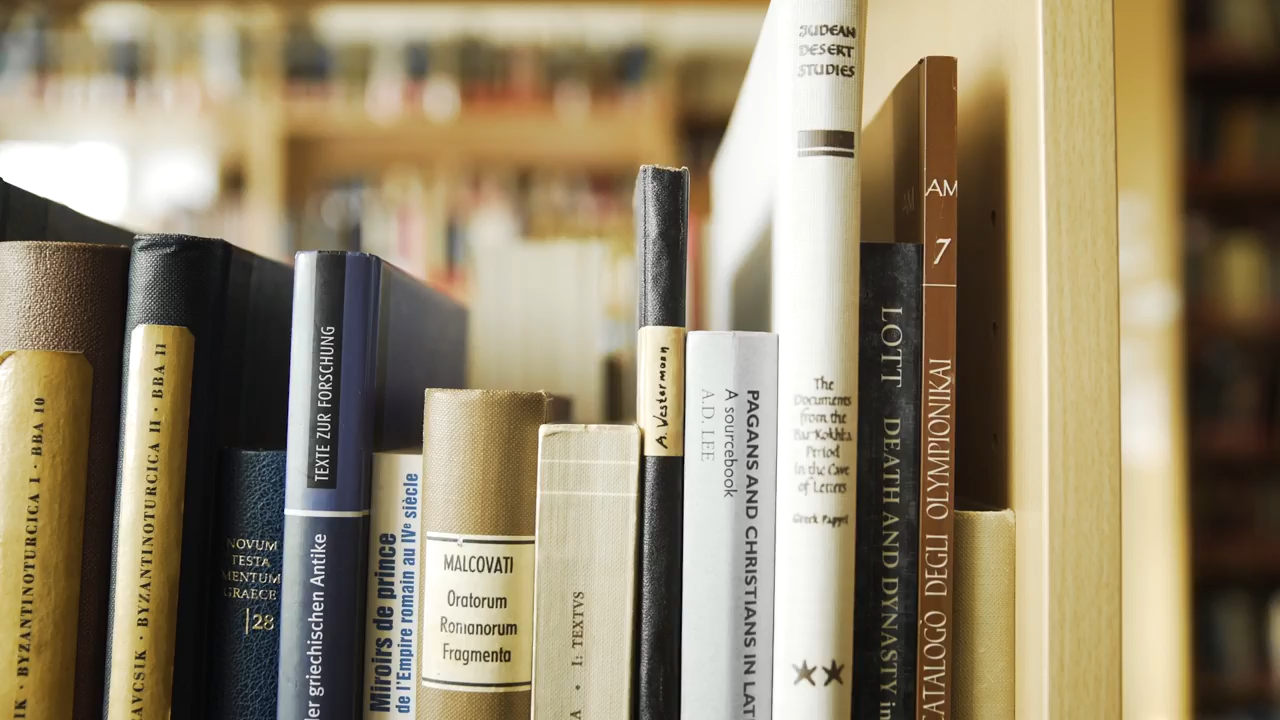 IK · BYZANTINOTURCICA I · BBA 10
AVCSIK · BYZANTINOTURCICA II · BBA 11
NOVUM
TESTA
MENTUM
GRAECE
28
TEXTE ZUR FORSCHUNG
der griechischen Antike
Miroirs de prince
de l'Empire romain au IVe siècle
MALCOVATI
Oratorum
Romanorum
Fragmenta
A • I: TEXTVS
A Westermann
PAGANS AND CHRISTIANS IN LAT
A sourcebook
A.D. LEE
JUDEAN
DESERT
STUDIES
The
Documents
from the
Bar Kokhba
Period
in the Cave
of Letters
Greek Papyri
LOTT DEATH AND DYNASTY in
AM
7
CATALOGO DEGLI OLYMPIONIKAI